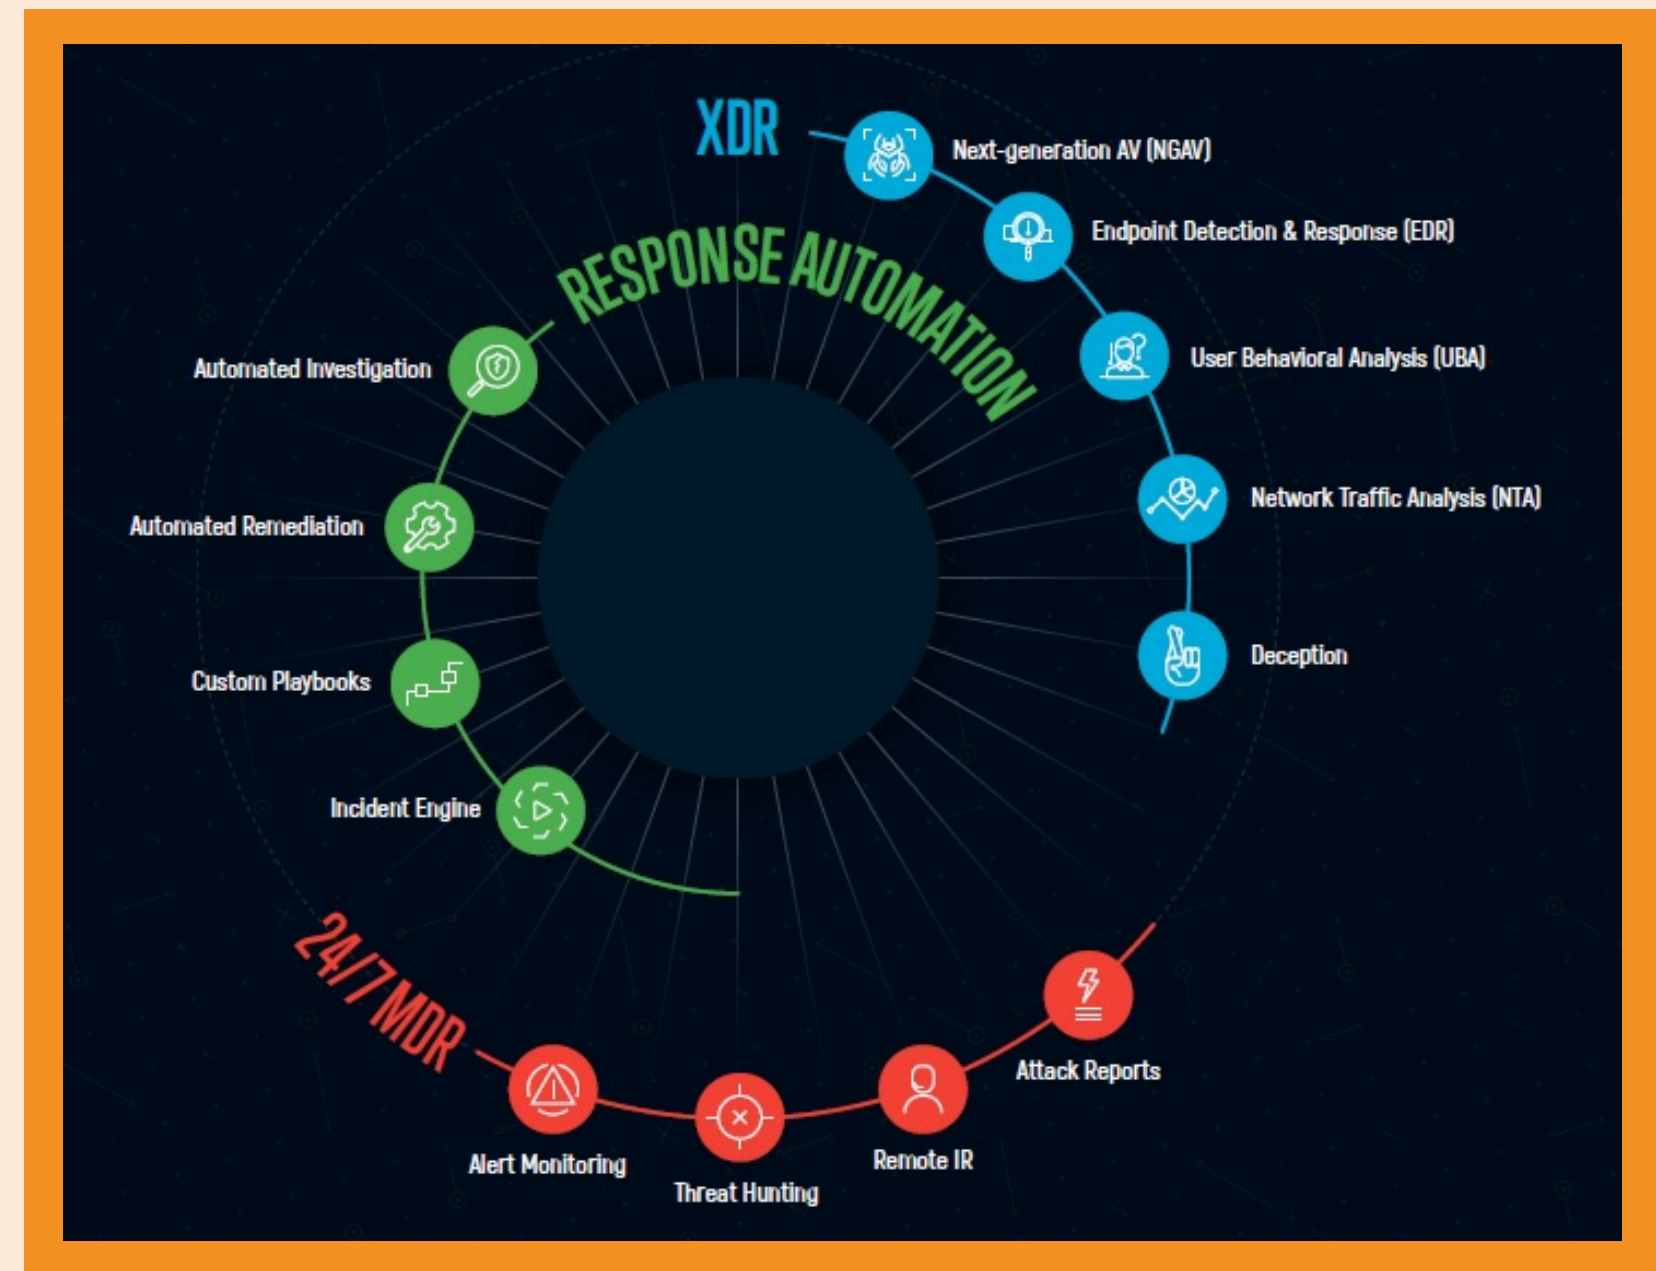 XDR
Next-generation AV (NGAV)
Endpoint Detection & Response (EDR)
User Behavioral Analysis (UBA)
Network Traffic Analysis (NTA)
Deception
RESPONSE AUTOMATION
Automated Investigation
Automated Remediation
Custom Playbooks
Incident Engine
24/7 MDR
Alert Monitoring
Threat Hunting
Remote IR
Attack Reports